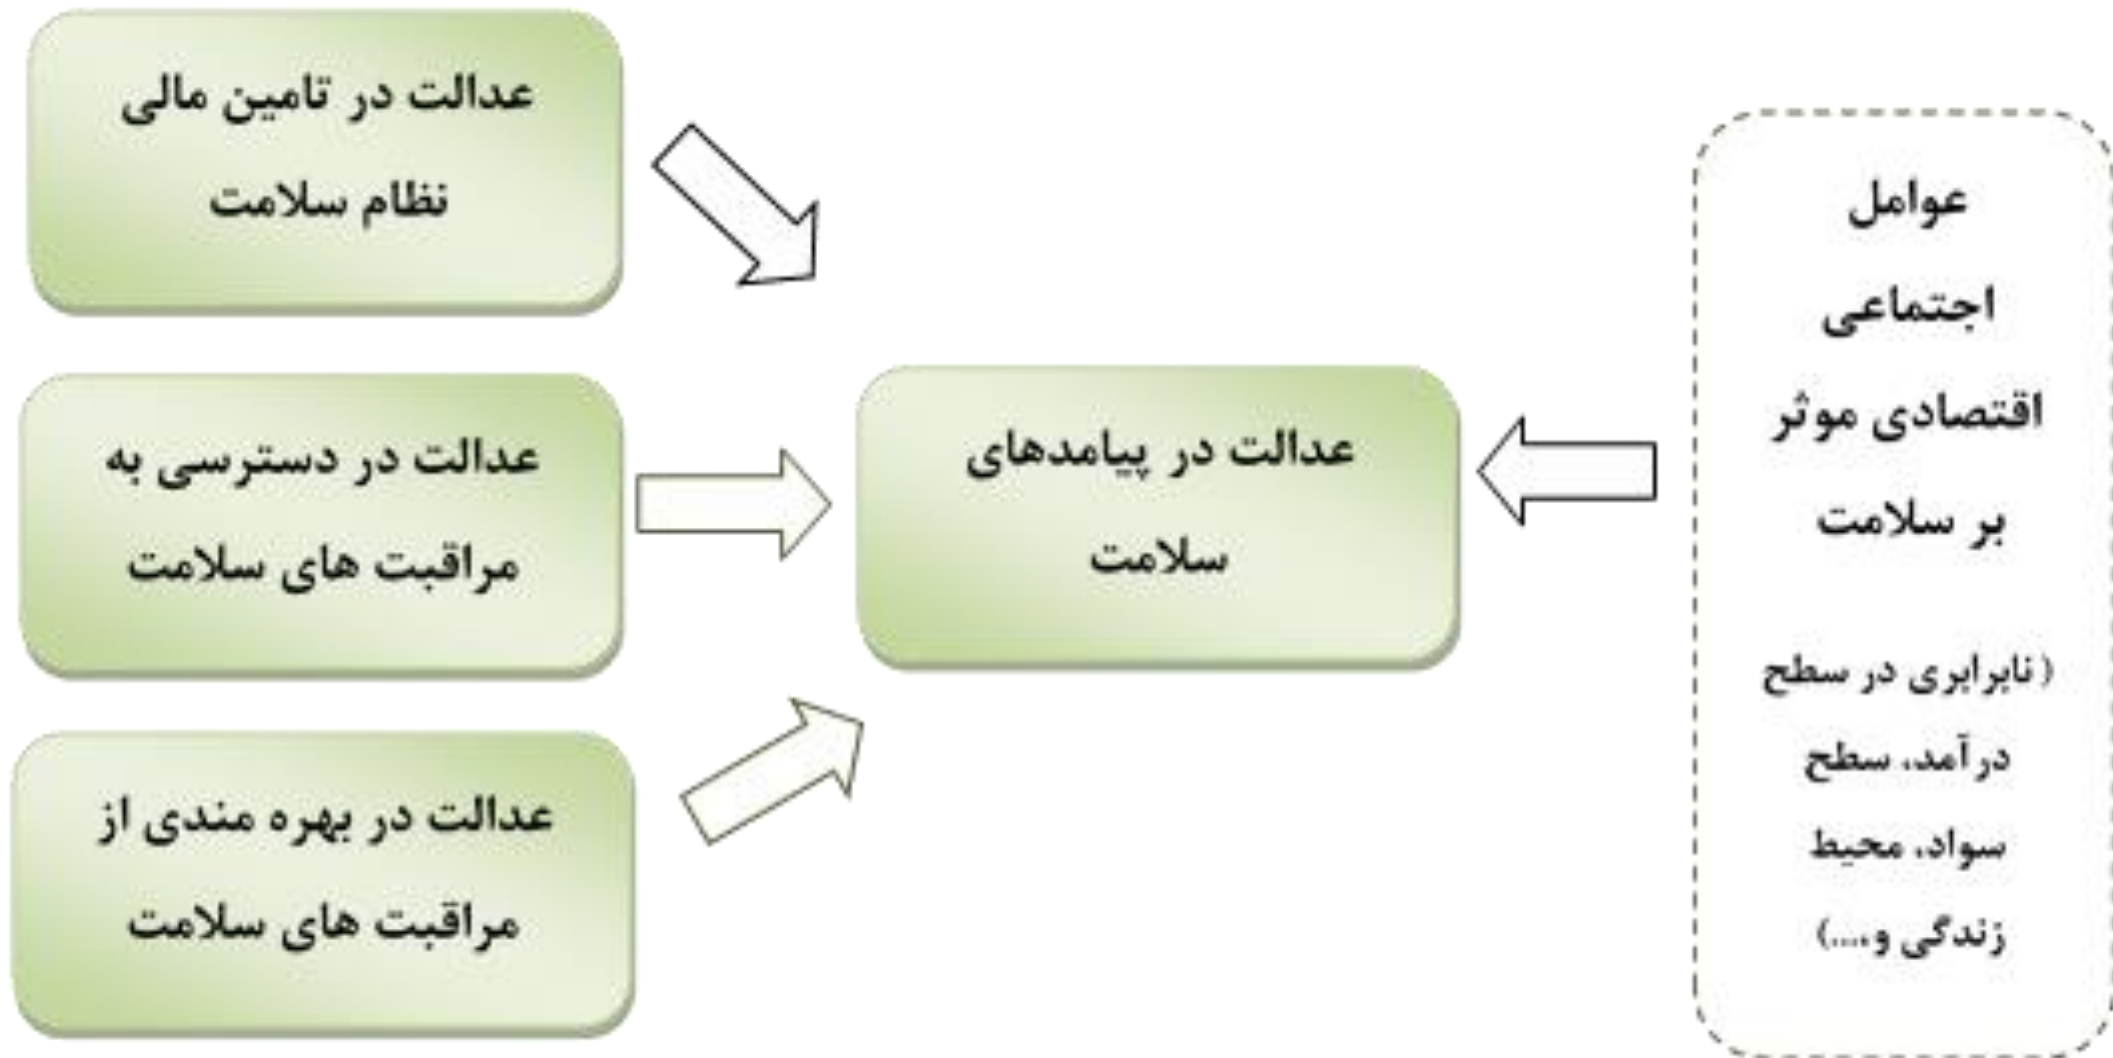 عدالت در تامین مالی
نظام سلامت
عدالت در دسترسی به
مراقبت های سلامت
عدالت در بهره مندی از
مراقبت های سلامت
عدالت در پیامدهای
سلامت
عوامل
اجتماعی
اقتصادی موثر
بر سلامت
(نابرابری در سطح
درآمد، سطح
سواد، محیط
زندگی و،...)